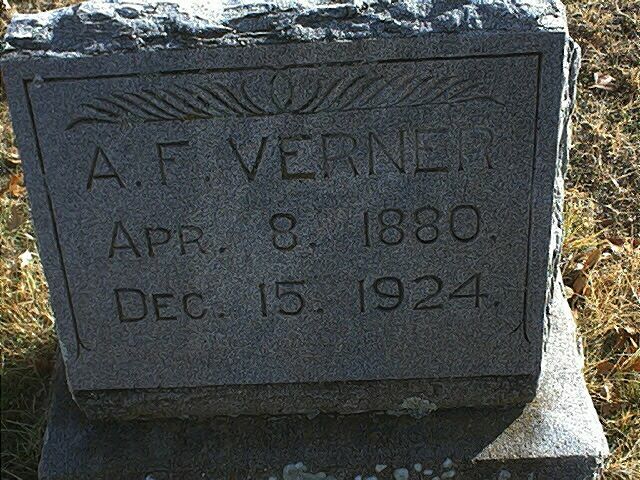 A. F. VERNER
APR. 8. 1880.
DEC. 15. 1924.